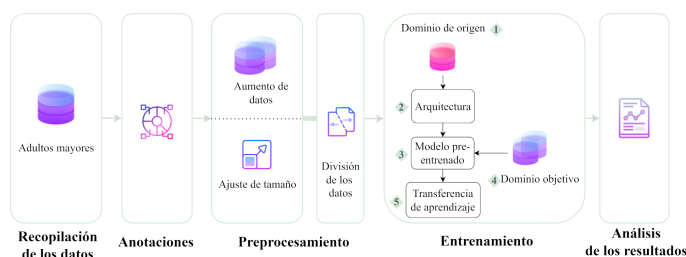 Adultos mayores
Aumento de
datos
Ajuste de tamaño
División
de los
datos
Dominio de origen
1
2
Arquitectura
3
Modelo pre-
entrenado
4
Dominio objetivo
5
Transferencia
de aprendizaje
Recopilación
de los datos
Anotaciones
Preprocesamiento
Entrenamiento
Análisis
de los resultados